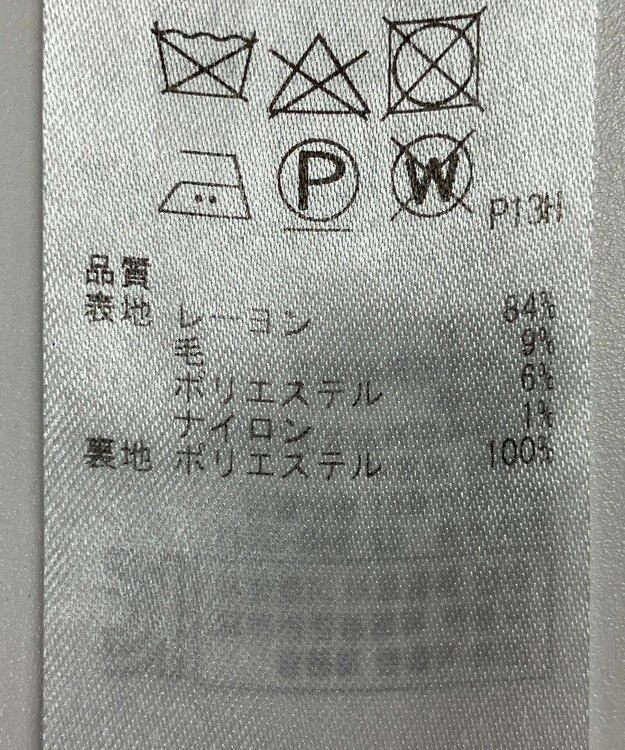 P W P13H
品質
表地 レーヨン 84%
毛 9%
ポリエステル 6%
ナイロン 1%
裏地 ポリエステル 100%